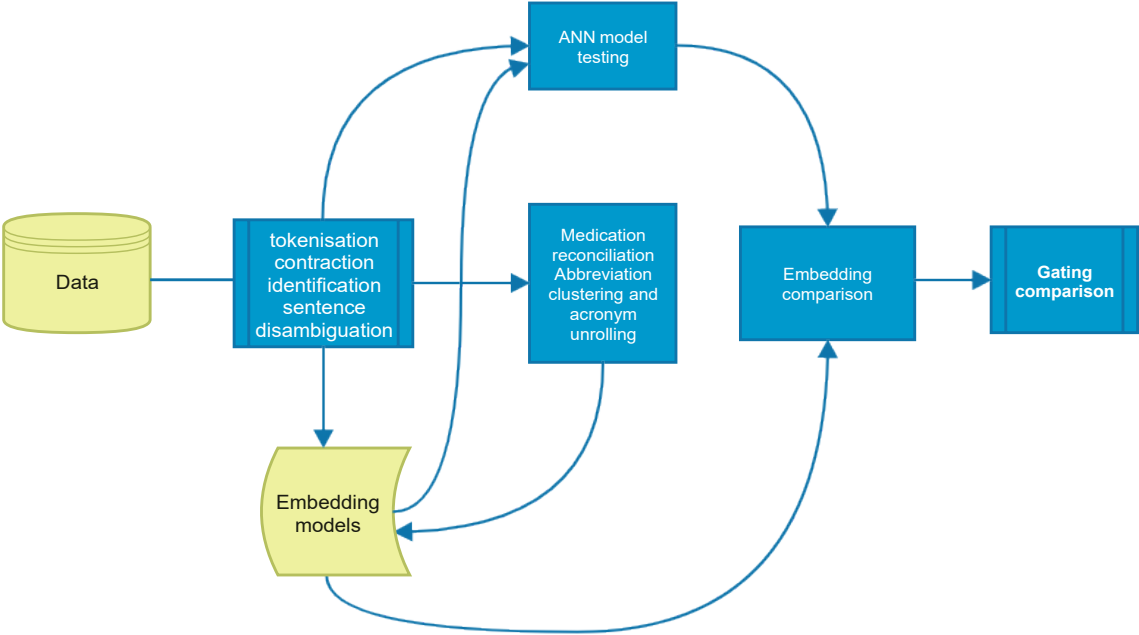 ANN model
testing
Data
tokenisation
contraction
identification
sentence
disambiguation
Medication
reconciliation
Abbreviation
clustering and
acronym
unrolling
Embedding
comparison
Gating
comparison
Embedding
models